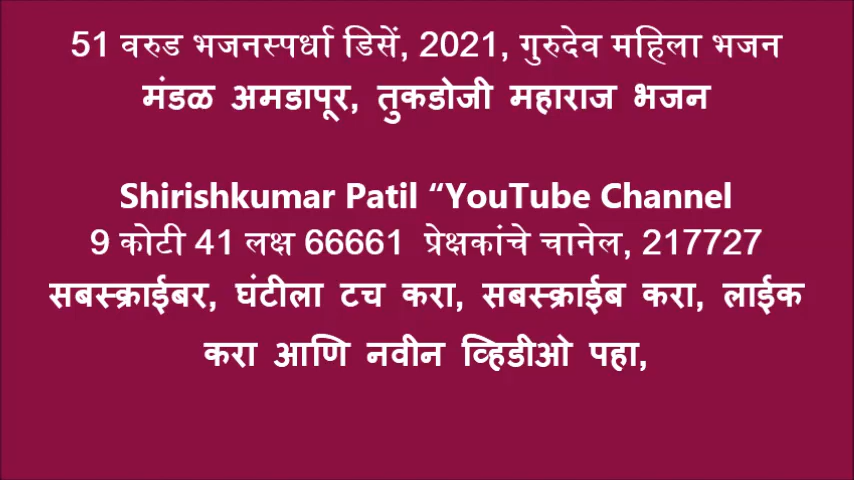 51 वरुड भजनस्पर्धा डिसें, 2021, गुरुदेव महिला भजन
मंडळ अमडापूर, तुकडोजी महाराज भजन
Shirishkumar Patil “YouTube Channel
9 कोटी 41 लक्ष 66661 प्रेक्षकांचे चानेल, 217727
सबस्क्राईबर, घंटीला टच करा, सबस्क्राईब करा, लाईक
करा आणि नवीन व्हिडीओ पहा,